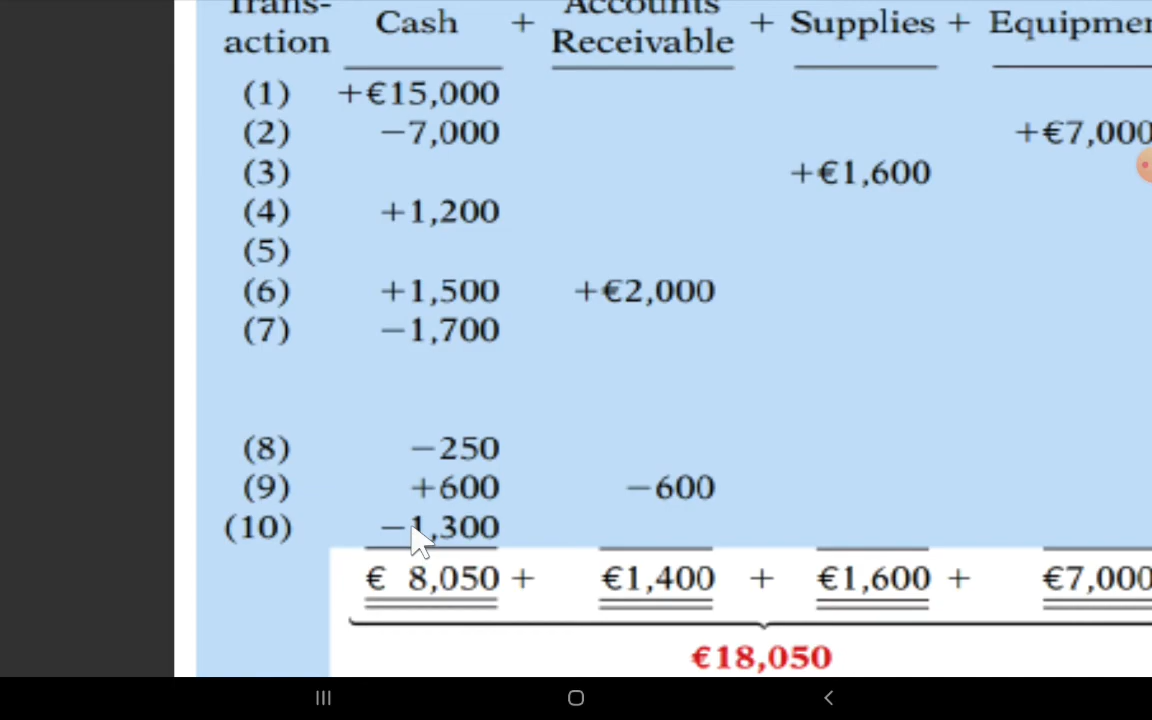 Trans- Accounts
Cash + + Supplies + Equipmen
action Receivable
(1) +€15,000
(2) −7,000 +€7,000
(3) +€1,600
(4) +1,200
(5)
(6) +1,500 +€2,000
(7) −1,700
(8) −250
(9) +600 −600
(10) −1,300
€ 8,050 + €1,400 + €1,600 + €7,000
€18,050